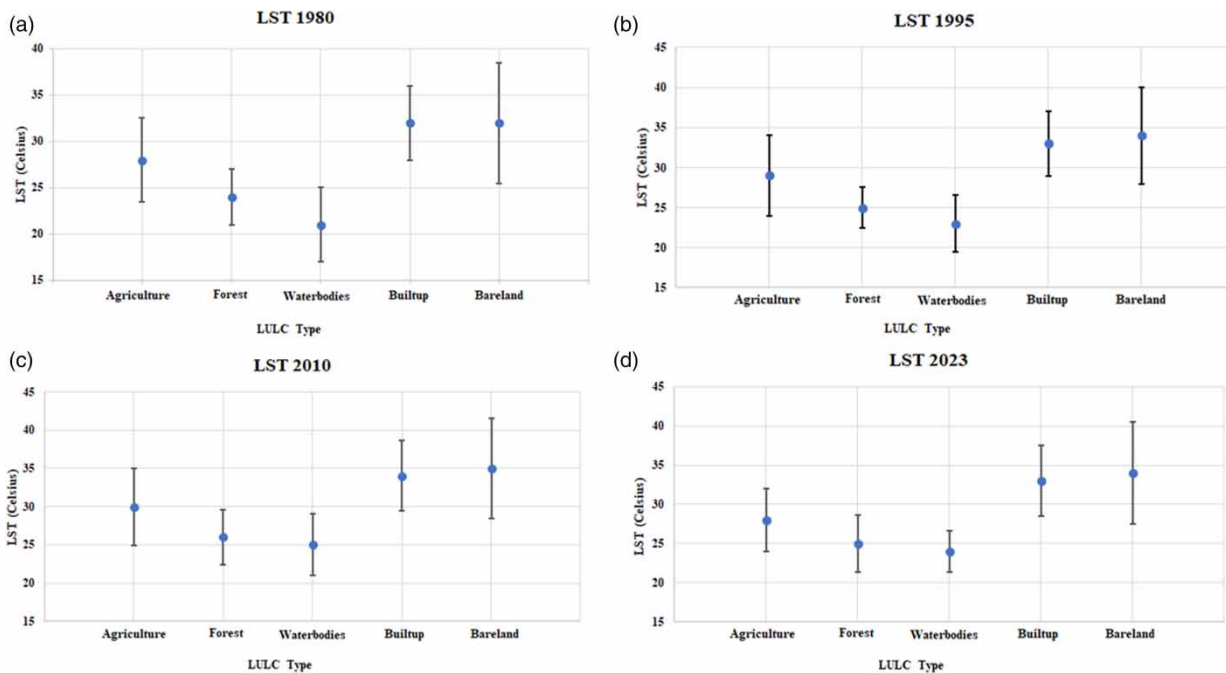 (a)
LST 1980
40
35
30
25
20
15
LST (Celsius)
Agriculture Forest Waterbodies Builtup Bareland
LULC Type
(b)
LST 1995
45
40
35
30
25
20
15
LST (Celsius)
Agriculture Forest Waterbodies Builtup Bareland
LULC Type
(c)
LST 2010
45
40
35
30
25
20
15
LST (Celsius)
Agriculture Forest Waterbodies Builtup Bareland
LULC Type
(d)
LST 2023
45
40
35
30
25
20
15
LST (Celsius)
Agriculture Forest Waterbodies Builtup Bareland
LULC Type